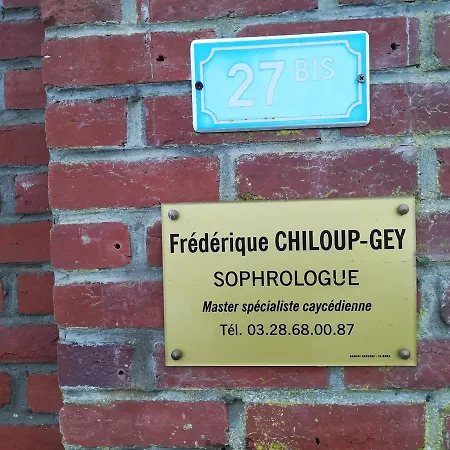 27 BIS
Frédérique CHILOUP-GEY
SOPHROLOGUE
Master spécialiste caycédienne
Tél. 03.28.68.00.87